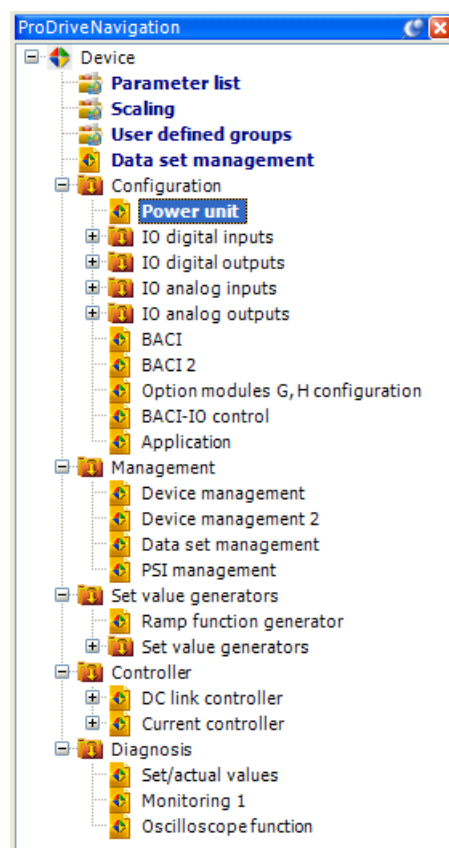 ProDriveNavigation
Device
Parameter list
Scaling
User defined groups
Data set management
Configuration
Power unit
IO digital inputs
IO digital outputs
IO analog inputs
IO analog outputs
BACI
BACI 2
Option modules G, H configuration
BACI-IO control
Application
Management
Device management
Device management 2
Data set management
PSI management
Set value generators
Ramp function generator
Set value generators
Controller
DC link controller
Current controller
Diagnosis
Set/actual values
Monitoring 1
Oscilloscope function